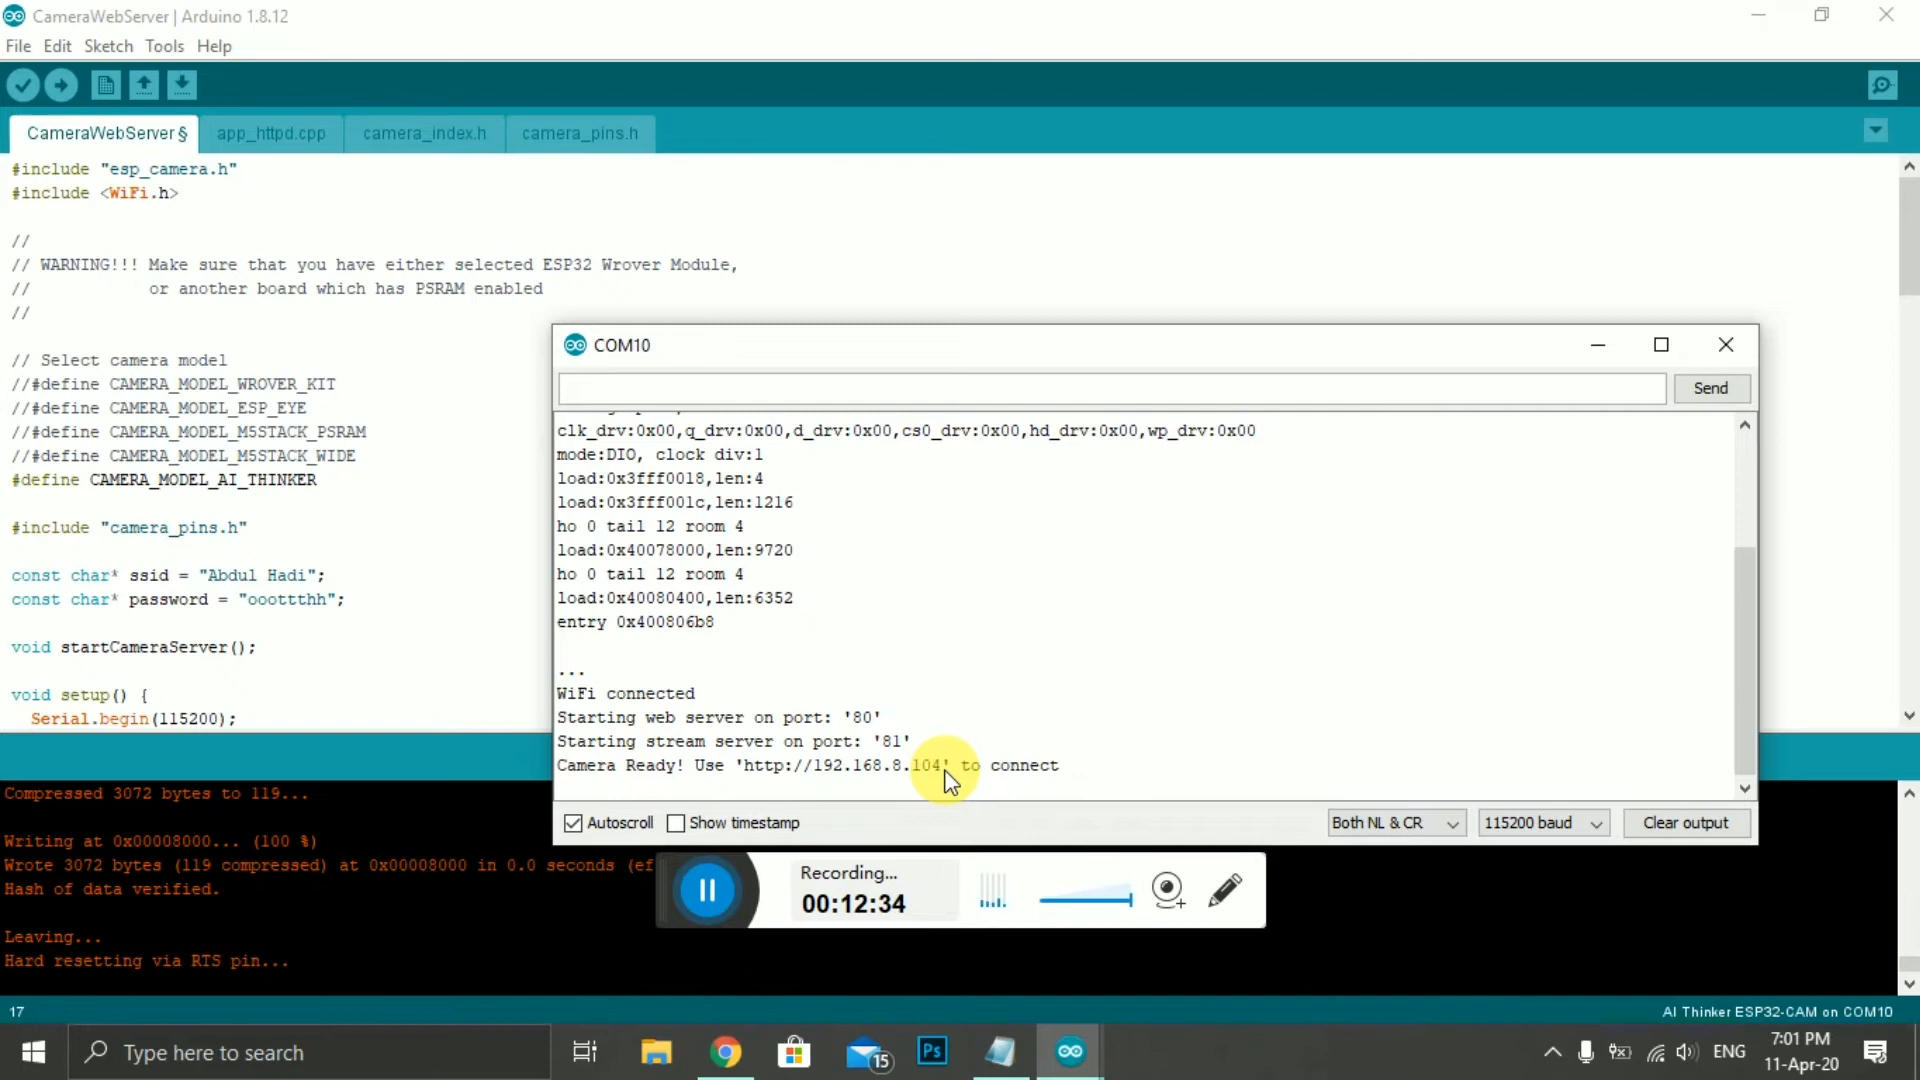 CameraWebServer | Arduino 1.8.12
File Edit Sketch Tools Help
CameraWebServer § app_httpd.cpp camera_index.h camera_pins.h
#include "esp_camera.h"
#include <WiFi.h>
//
// WARNING!!! Make sure that you have either selected ESP32 Wrover Module,
// or another board which has PSRAM enabled
//
// Select camera model
//#define CAMERA_MODEL_WROVER_KIT
//#define CAMERA_MODEL_ESP_EYE
//#define CAMERA_MODEL_M5STACK_PSRAM
//#define CAMERA_MODEL_M5STACK_WIDE
#define CAMERA_MODEL_AI_THINKER
#include "camera_pins.h"
const char* ssid = "Abdul Hadi";
const char* password = "ooottthh";
void startCameraServer();
void setup() {
Serial.begin(115200);
COM10
Send
clk_drv:0x00,q_drv:0x00,d_drv:0x00,cs0_drv:0x00,hd_drv:0x00,wp_drv:0x00
mode:DIO, clock div:1
load:0x3fff0018,len:4
load:0x3fff001c,len:1216
ho 0 tail 12 room 4
load:0x40078000,len:9720
ho 0 tail 12 room 4
load:0x40080400,len:6352
entry 0x400806b8
...
WiFi connected
Starting web server on port: '80'
Starting stream server on port: '81'
Camera Ready! Use 'http://192.168.8.104' to connect
Autoscroll Show timestamp Both NL & CR 115200 baud Clear output
Compressed 3072 bytes to 119...
Writing at 0x00008000... (100 %)
Wrote 3072 bytes (119 compressed) at 0x00008000 in 0.0 seconds (ef
Hash of data verified.
Leaving...
Hard resetting via RTS pin...
Recording...
00:12:34
17 AI Thinker ESP32-CAM on COM10
Type here to search
Ps
15
ENG
7:01 PM
11-Apr-20